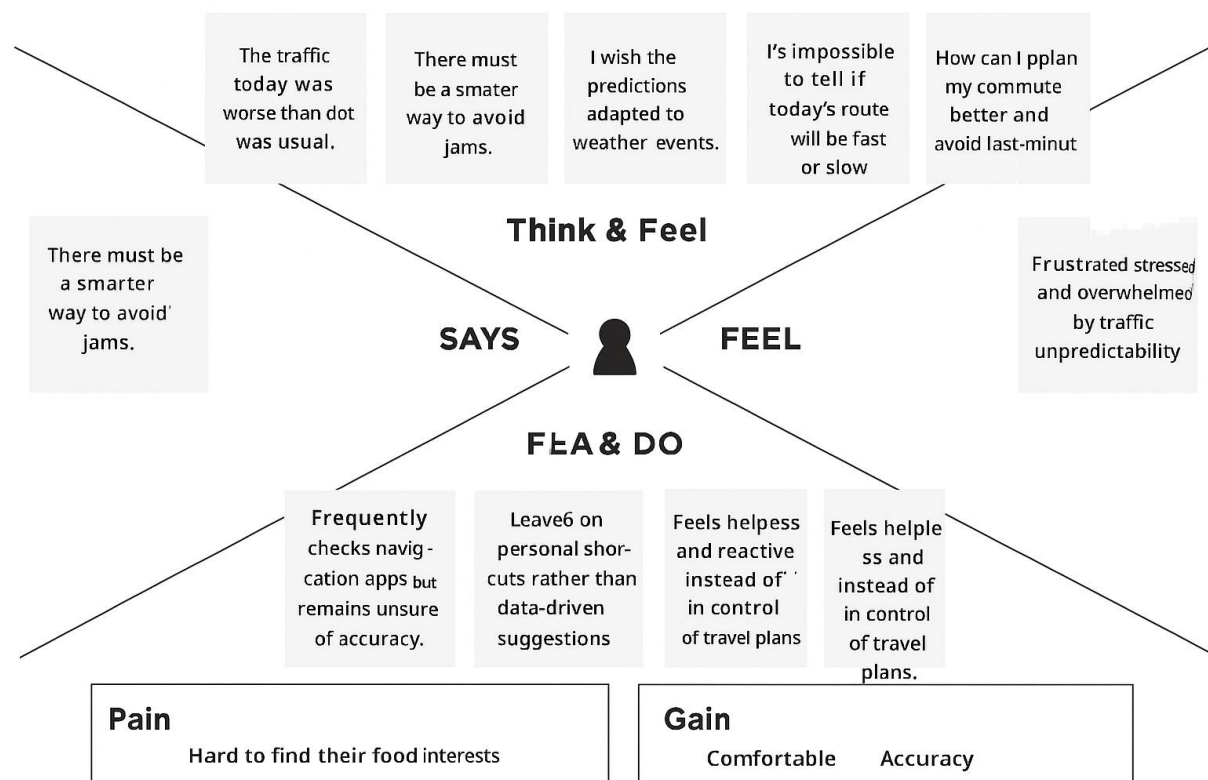 The traffic
today was
worse than dot
was usual.
There must
be a smater
way to avoid
jams.
I wish the
predictions
adapted to
weather events.
I's impossible
to tell if
today's route
will be fast
or slow
How can I pplan
my commute
better and
avoid last-minut
Think & Feel
There must be
a smarter
way to avoid'
jams.
SAYS
FEEL
Frustrated stressed
and overwhelmed
by traffic
unpredictability
FEA & DO
Frequently
checks navig-
cation apps but
remains unsure
of accuracy.
Leave6 on
personal shor-
cuts rather than
data-driven
suggestions
Feels helpess
and reactive
instead of
in control
of travel plans
Feels helple
ss and
instead of
in control
of travel
plans.
Pain
Hard to find their food interests
Gain
Comfortable Accuracy